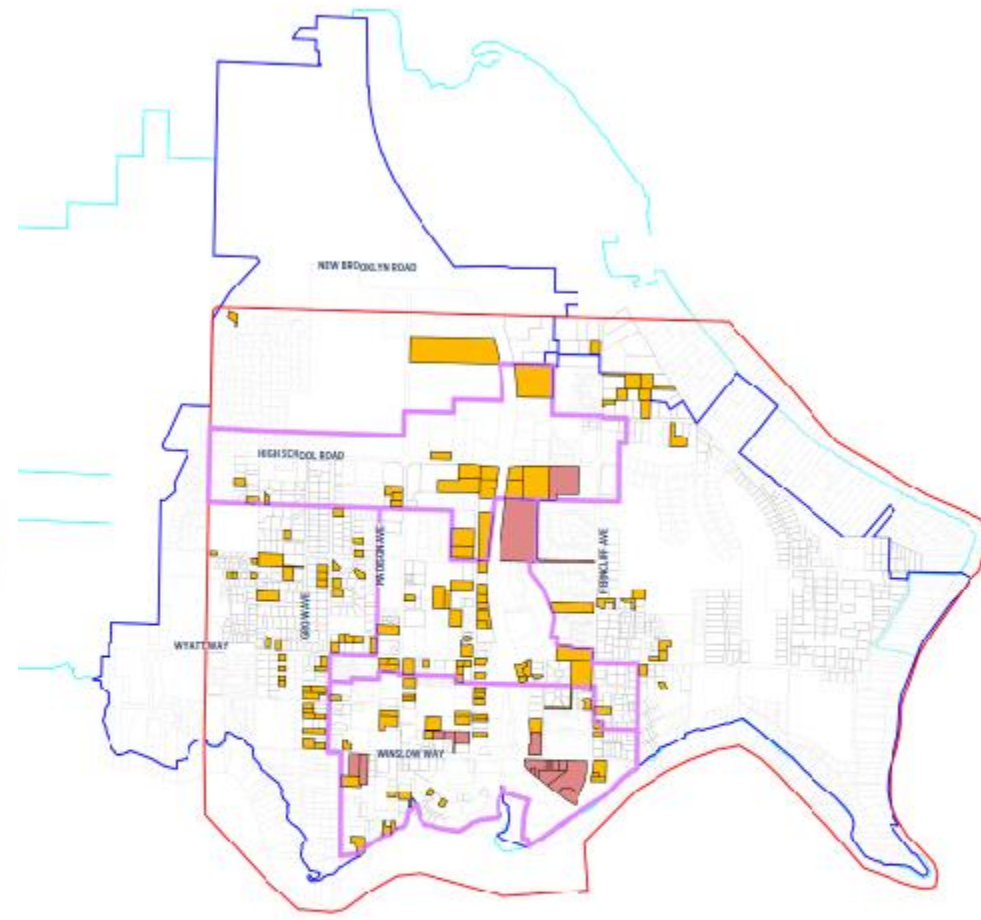 NEW BROOKLYN ROAD
HIGH SCHOOL ROAD
MADISON AVE
FERNCLIFF AVE
GROW AVE
WYATT WAY
WINSLOW WAY